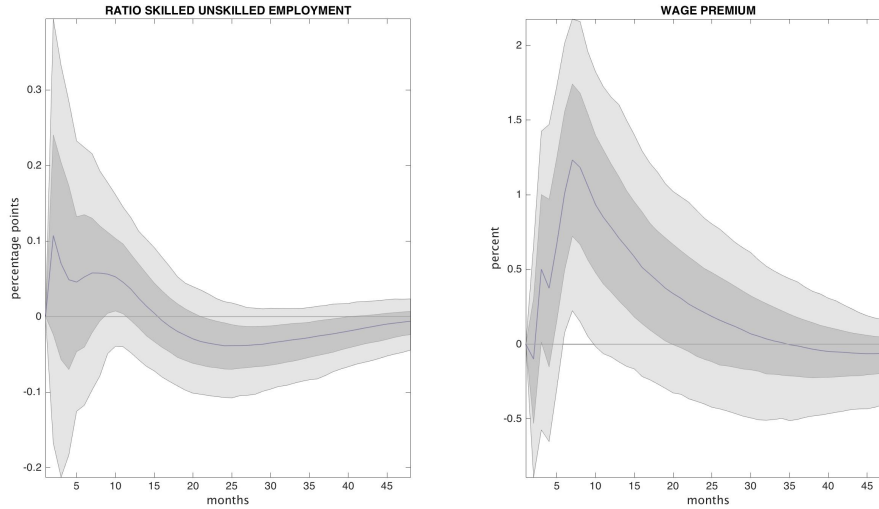 RATIO SKILLED UNSKILLED EMPLOYMENT
percentage points
0.3
0.2
0.1
0
-0.1
-0.2
5 10 15 20 25 30 35 40 45
months
WAGE PREMIUM
percent
2
1.5
1
0.5
0
-0.5
5 10 15 20 25 30 35 40 45
months